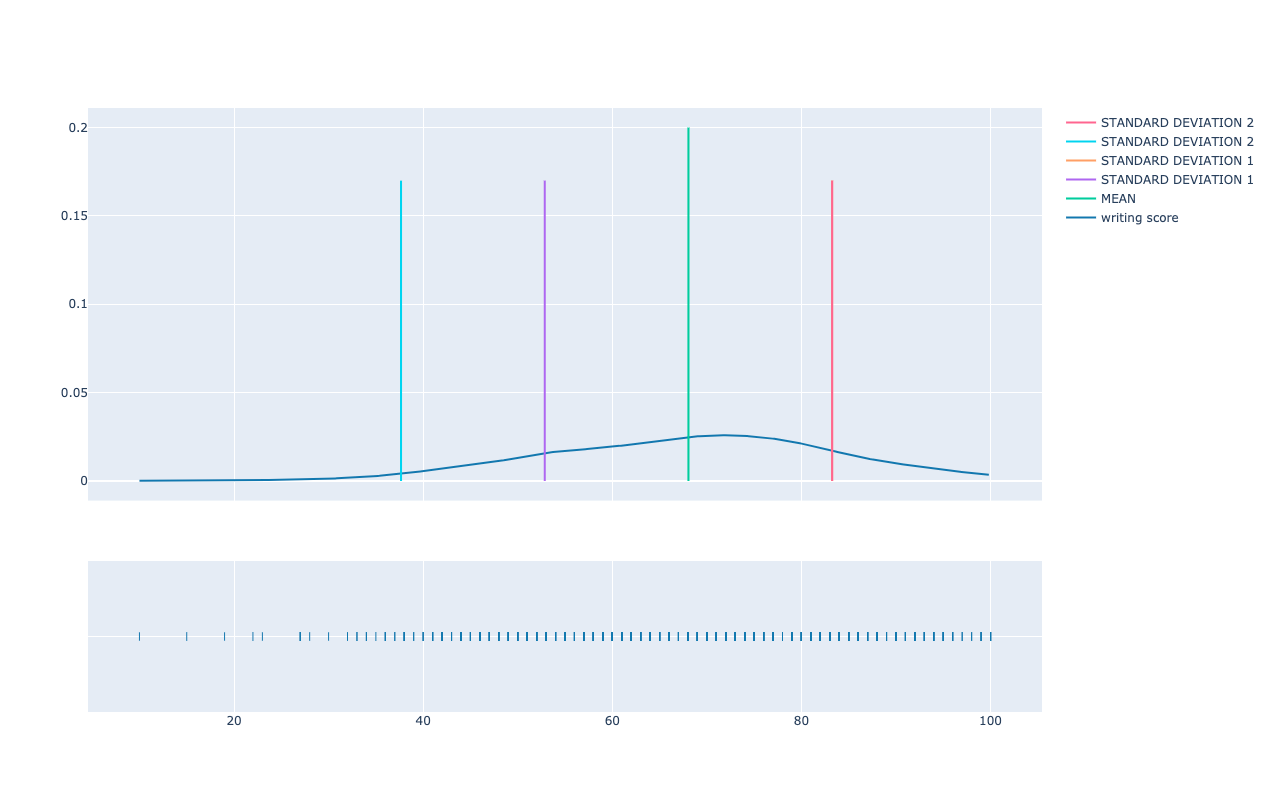 0.2
0.15
0.1
0.05
0
STANDARD DEVIATION 2
STANDARD DEVIATION 2
STANDARD DEVIATION 1
STANDARD DEVIATION 1
MEAN
writing score
20 40 60 80 100